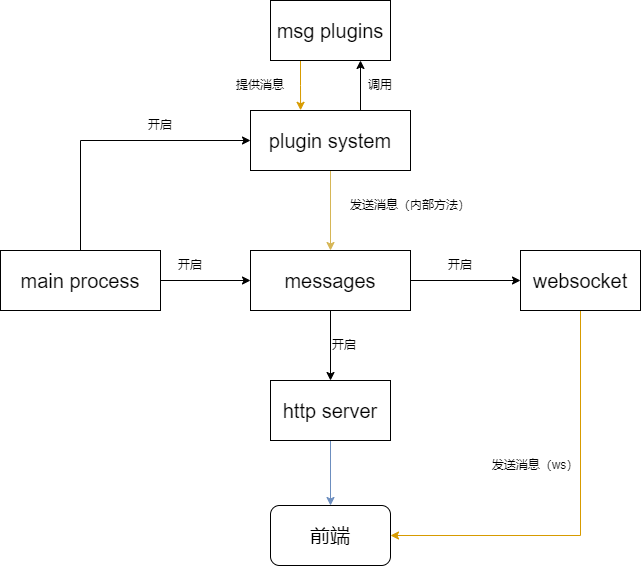 msg plugins
提供消息
调用
开启
plugin system
发送消息（内部方法）
main process
开启
messages
开启
websocket
开启
http server
发送消息（ws）
前端